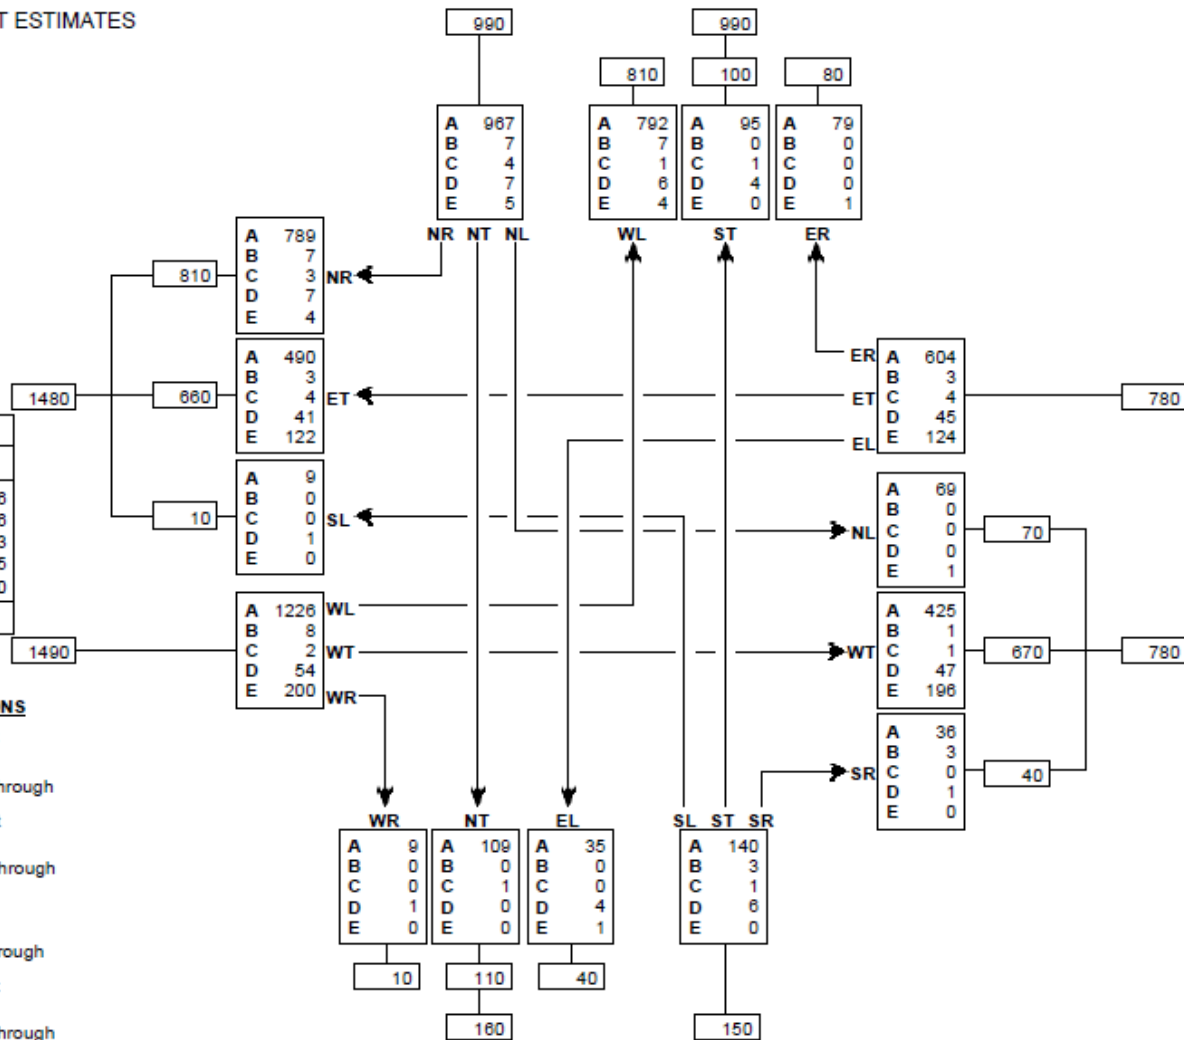 T ESTIMATES
990
990
810
100
80
A 967
B 7
C 4
D 7
E 5
A 792
B 7
C 1
D 6
E 4
A 95
B 0
C 1
D 4
E 0
A 79
B 0
C 0
D 0
E 1
NR NT NL
WL
ST
ER
A 789
B 7
C 3
D 7
E 4
810
NR
A 490
B 3
C 4
D 41
E 122
1480
660
ET
A 9
B 0
C 0
D 1
E 0
10
SL
ER
ET
EL
A 604
B 3
C 4
D 45
E 124
780
A 69
B 0
C 0
D 0
E 1
NL
70
6
6
3
5
0
A 1226
B 8
C 2
D 54
E 200
WL
WT
WR
1490
A 425
B 1
C 1
D 47
E 196
WT
670
780
A 36
B 3
C 0
D 1
E 0
SR
40
NS
hrough
hrough
rough
hrough
WR
NT
EL
SL ST SR
A 9
B 0
C 0
D 1
E 0
A 109
B 0
C 1
D 0
E 0
A 35
B 0
C 0
D 4
E 1
A 140
B 3
C 1
D 6
E 0
10
110
40
160
150